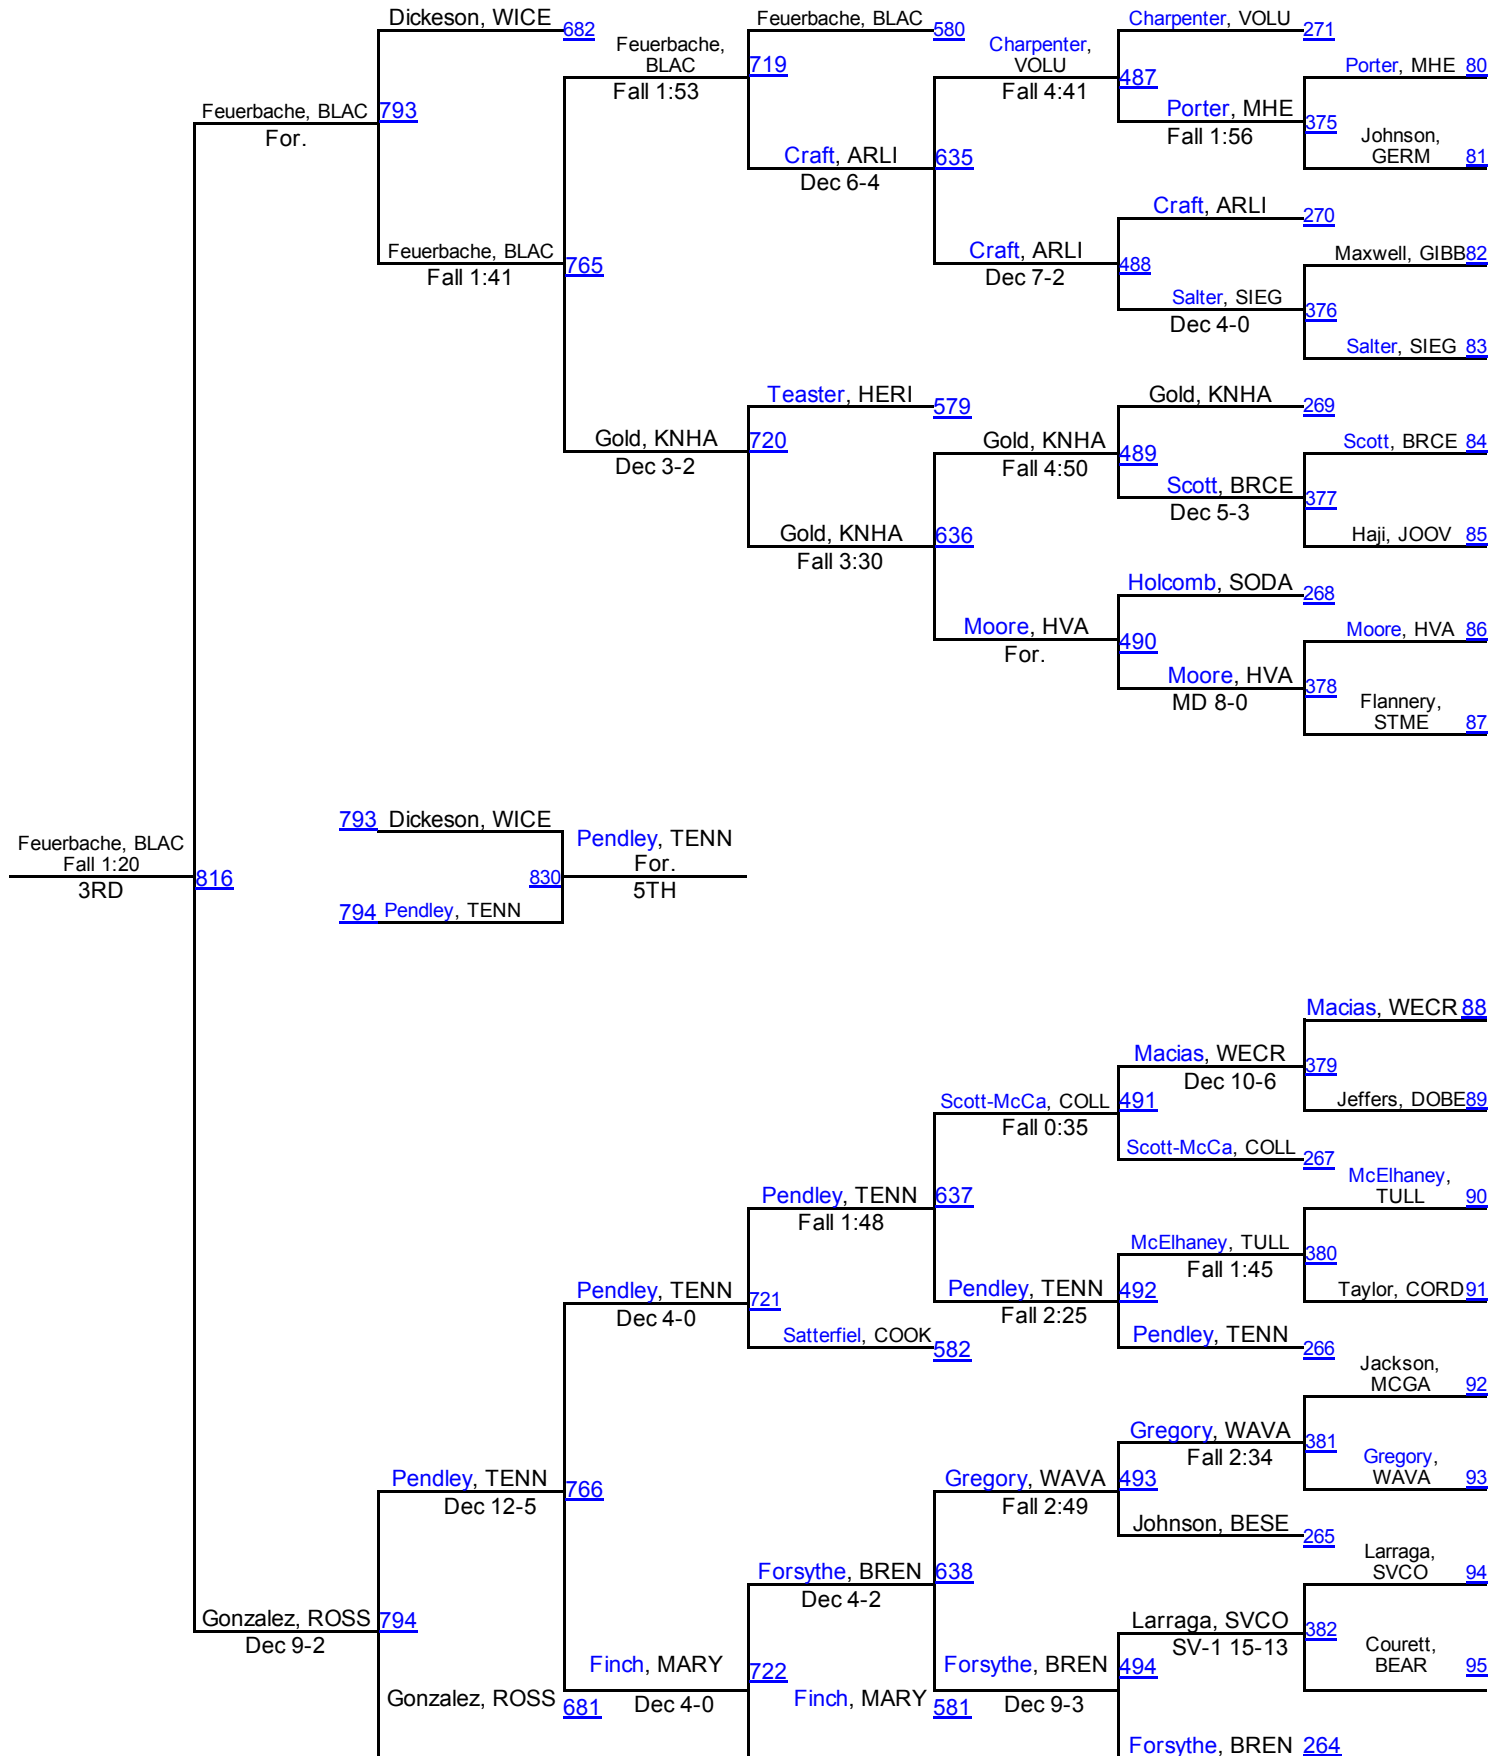 Dickeson, WICE 682
Feuerbache, BLAC 580
Charpenter, VOLU 271
Feuerbache,
BLAC
Fall 1:53
719
Charpenter,
VOLU
Fall 4:41
487
Porter, MHE 80
Feuerbache, BLAC
For.
793
Porter, MHE
Fall 1:56
375
Johnson,
GERM 81
Craft, ARLI
Dec 6-4
635
Craft, ARLI 270
Feuerbache, BLAC
Fall 1:41
765
Craft, ARLI
Dec 7-2
488
Maxwell, GIBB 82
Salter, SIEG
Dec 4-0
376
Salter, SIEG 83
Teaster, HERI 579
Gold, KNHA 269
Gold, KNHA
Dec 3-2
720
Gold, KNHA
Fall 4:50
489
Scott, BRCE 84
Scott, BRCE
Dec 5-3
377
Gold, KNHA
Fall 3:30
636
Haji, JOOV 85
Holcomb, SODA 268
Moore, HVA
For.
490
Moore, HVA 86
Moore, HVA
MD 8-0
378
Flannery,
STME 87
793 Dickeson, WICE
Feuerbache, BLAC
Fall 1:20
3RD
816
830
Pendley, TENN
For.
5TH
794 Pendley, TENN
Macias, WECR 88
Macias, WECR
Dec 10-6
379
Scott-McCa, COLL
Fall 0:35
491
Jeffers, DOBE 89
Scott-McCa, COLL 267
Pendley, TENN
Fall 1:48
637
McElhaney,
TULL 90
McElhaney, TULL
Fall 1:45
380
Pendley, TENN
Dec 4-0
721
Pendley, TENN
Fall 2:25
492
Taylor, CORD 91
Satterfiel, COOK 582
Pendley, TENN 266
Jackson,
MCGA 92
Gregory, WAVA
Fall 2:34
381
Pendley, TENN
Dec 12-5
766
Gregory, WAVA
Fall 2:49
493
Gregory,
WAVA 93
Johnson, BESE 265
Forsythe, BREN
Dec 4-2
638
Larraga,
SVCO 94
Gonzalez, ROSS
Dec 9-2
794
Larraga, SVCO
SV-1 15-13
382
Finch, MARY
Dec 4-0
722
Forsythe, BREN
Dec 9-3
494
Courett,
BEAR 95
Gonzalez, ROSS 681
Finch, MARY 581
Forsythe, BREN 264